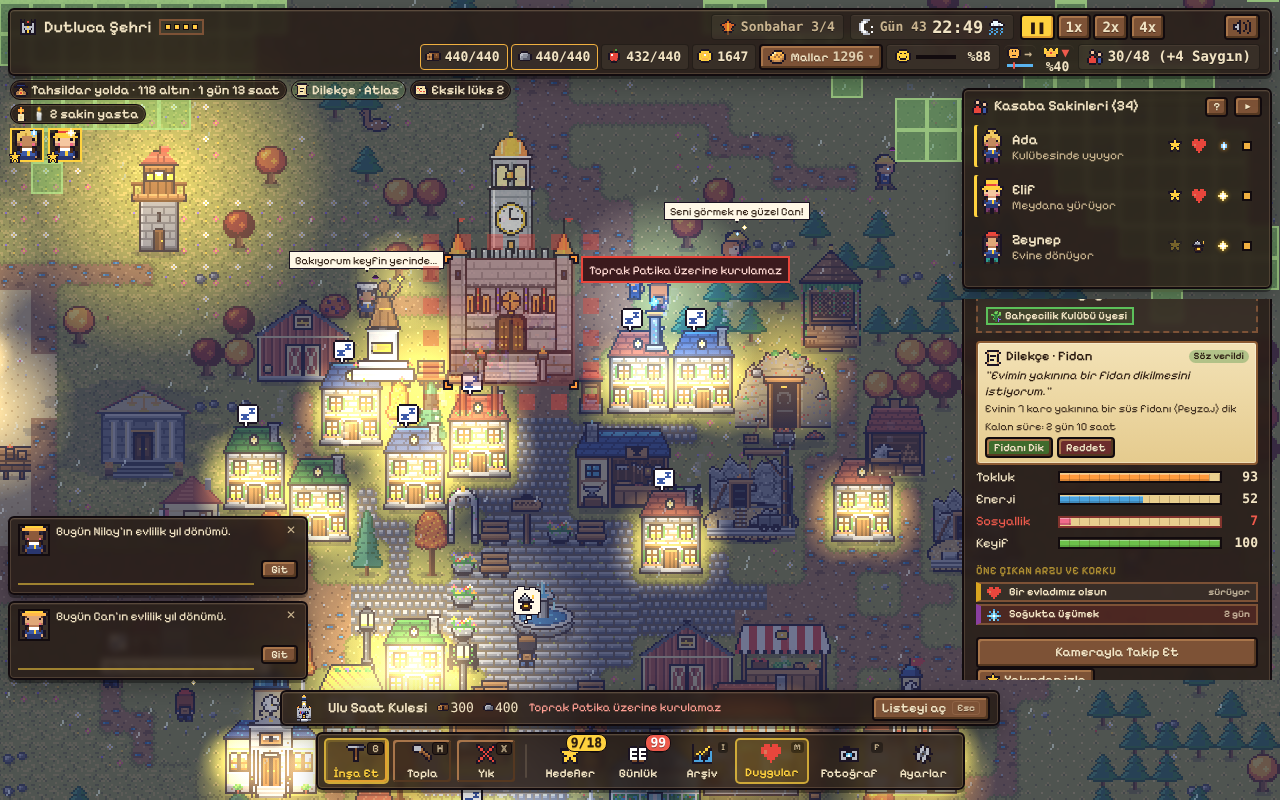 Dutluca Şehri
Sonbahar 3/4
Gün 43 22:49
1x
2x
4x
440/440
440/440
432/440
1647
Mallar 1296
%88
%40
30/48 (+4 Saygın)
Tahsildar yolda · 118 altın · 1 gün 13 saat
Dilekçe · Atlas
Eksik lüks 2
2 sakin yasta
Kasaba Sakinleri (34)
?
Ada
Kulübesinde uyuyor
Elif
Meydana yürüyor
Zeynep
Evine dönüyor
Seni görmek ne güzel Can!
Bakıyorum keyfin yerinde...
Toprak Patika üzerine kurulamaz
Bahçecilik Kulübü üyesi
Dilekçe · Fidan
Söz verildi
"Evimin yakınına bir fidan dikilmesini
istiyorum."
Evinin 7 karo yakınına bir süs fidanı (Peyzaj) dik
Kalan süre: 2 gün 10 saat
Fidanı Dik
Reddet
Tokluk 93
Enerji 52
Sosyallik 7
Keyif 100
ÖNE ÇIKAN ARZU VE KORKU
Bir evladımız olsun sürüyor
Soğukta üşümek 2 gün
Kamerayla Takip Et
Yakından izle
Bugün Nilay'ın evlilik yıl dönümü.
Git
Bugün Can'ın evlilik yıl dönümü.
Git
Ulu Saat Kulesi 300 400 Toprak Patika üzerine kurulamaz
Listeyi aç Esc
İnşa Et B
Topla H
Yık X
Hedefler 9/18
Günlük 99
Arşiv I
Duygular M
Fotoğraf F
Ayarlar